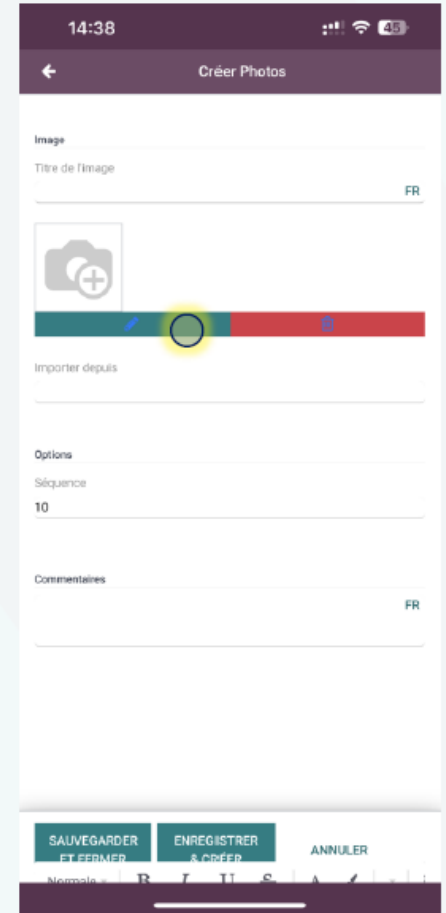 14:38
45
Créer Photos
Image
Titre de l'image
FR
Importer depuis
Options
Séquence
10
Commentaires
FR
SAUVEGARDER
ET FERMER
ENREGISTRER
& CRÉER
ANNULER
Normale
B I U S A